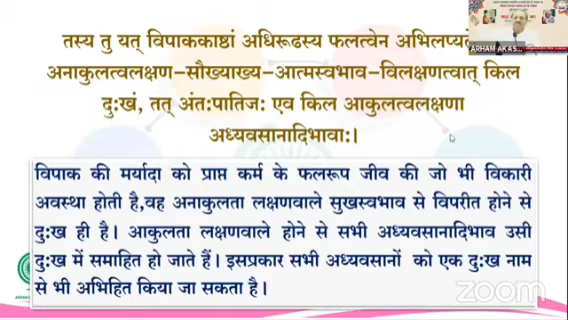 तस्य तु यत् विपाककाष्ठां अधिरूढस्य फलत्वेन
अनाकुलत्वलक्षण–सौख्याख्य–आत्मस्वभाव–विलक्षणत्वात् किल
दुःखं, तत् अंतःपातिजः एव किल आकुलत्वलक्षणा
अध्यवसानादिभावाः।
विपाक की मर्यादा को प्राप्त कर्म के फलरूप जीव की जो भी विकारी
अवस्था होती है,वह अनाकुलता लक्षणवाले सुखस्वभाव से विपरीत होने से
दुःख ही है। आकुलता लक्षणवाले होने से सभी अध्यवसानादिभाव उसी
दुःख में समाहित हो जाते हैं। इसप्रकार सभी अध्यवसानों को एक दुःख नाम
से भी अभिहित किया जा सकता है।
ARHAM AKAS...
zoom